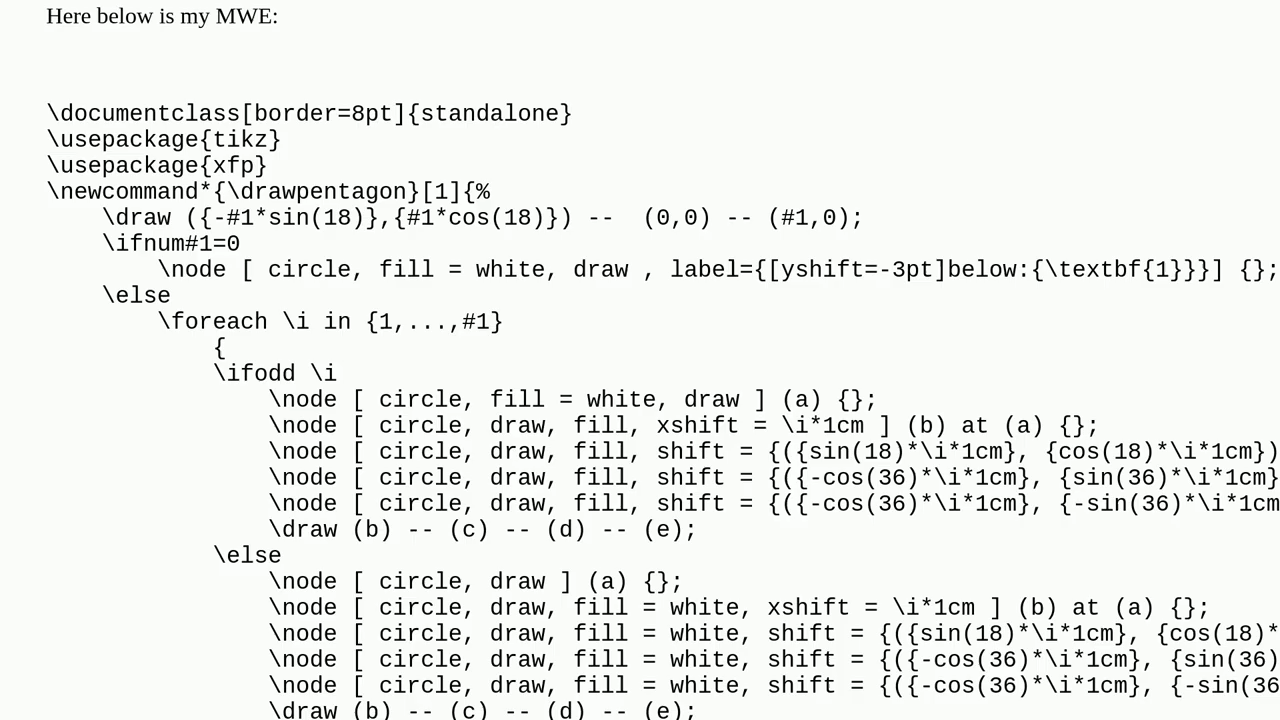 Here below is my MWE:
\documentclass[border=8pt]{standalone}
\usepackage{tikz}
\usepackage{xfp}
\newcommand*{\drawpentagon}[1]{%
    \draw ({-#1*sin(18)},{#1*cos(18)}) --  (0,0) -- (#1,0);
    \ifnum#1=0
        \node [ circle, fill = white, draw , label={[yshift=-3pt]below:{\textbf{1}}}] {};
    \else
        \foreach \i in {1,...,#1}
            {
            \ifodd \i
                \node [ circle, fill = white, draw ] (a) {};
                \node [ circle, draw, fill, xshift = \i*1cm ] (b) at (a) {};
                \node [ circle, draw, fill, shift = {({sin(18)*\i*1cm}, {cos(18)*\i*1cm})
                \node [ circle, draw, fill, shift = {({-cos(36)*\i*1cm}, {sin(36)*\i*1cm}
                \node [ circle, draw, fill, shift = {({-cos(36)*\i*1cm}, {-sin(36)*\i*1cm
                \draw (b) -- (c) -- (d) -- (e);
            \else
                \node [ circle, draw ] (a) {};
                \node [ circle, draw, fill = white, xshift = \i*1cm ] (b) at (a) {};
                \node [ circle, draw, fill = white, shift = {({sin(18)*\i*1cm}, {cos(18)*
                \node [ circle, draw, fill = white, shift = {({-cos(36)*\i*1cm}, {sin(36)
                \node [ circle, draw, fill = white, shift = {({-cos(36)*\i*1cm}, {-sin(36
                \draw (b) -- (c) -- (d) -- (e);